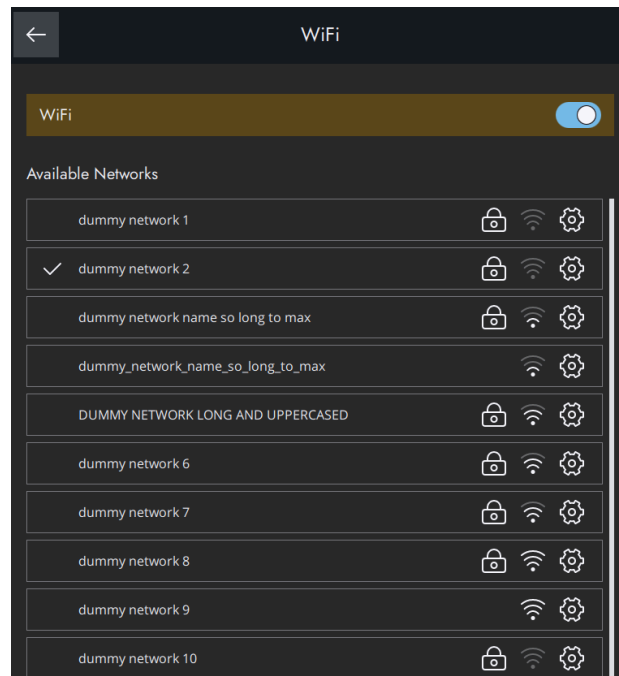 WiFi
WiFi
Available Networks
dummy network 1
dummy network 2
dummy network name so long to max
dummy_network_name_so_long_to_max
DUMMY NETWORK LONG AND UPPERCASED
dummy network 6
dummy network 7
dummy network 8
dummy network 9
dummy network 10